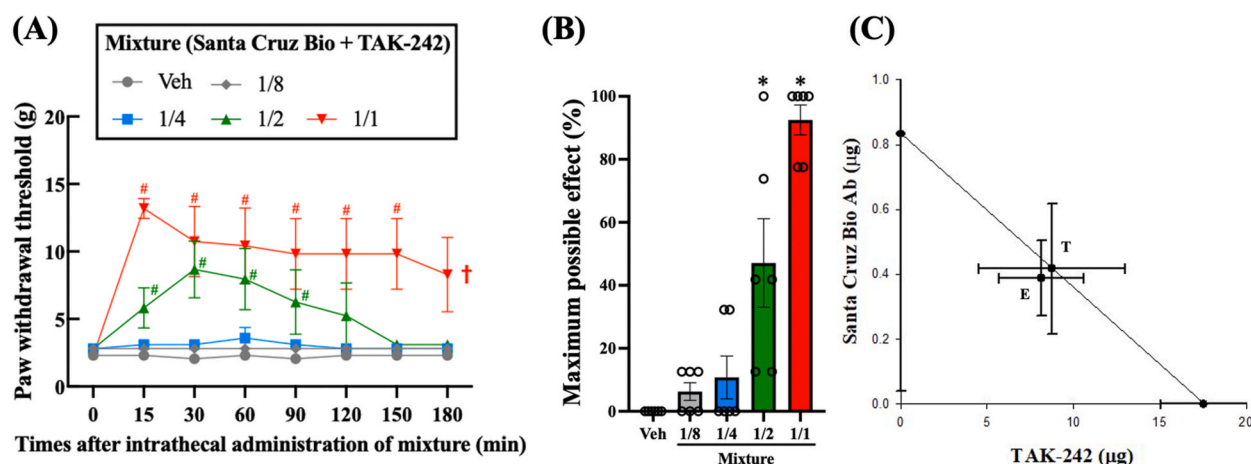 (A)
Mixture (Santa Cruz Bio + TAK-242)
Veh 1/8
1/4 1/2 1/1
Paw withdrawal threshold (g)
20
15
10
5
0
# # # # # #
# # # #
†
0 15 30 60 90 120 150 180
Times after intrathecal administration of mixture (min)
(B)
Maximum possible effect (%)
100
80
60
40
20
0
* *
Veh 1/8 1/4 1/2 1/1
Mixture
(C)
Santa Cruz Bio Ab (µg)
1.0
0.8
0.6
0.4
0.2
0.0
T
E
0 5 10 15 20
TAK-242 (µg)